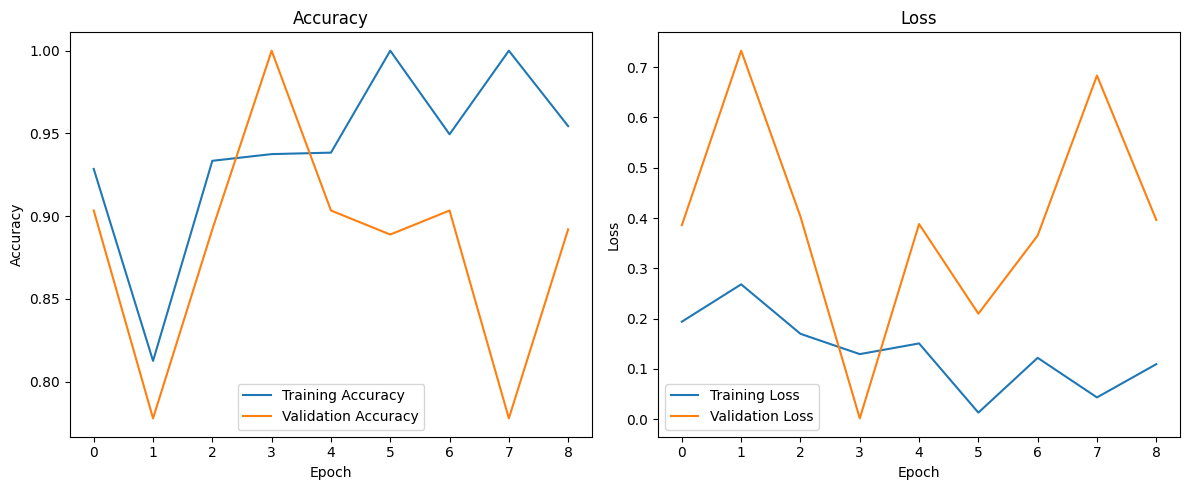 Accuracy
1.00
0.95
0.90
0.85
0.80
Accuracy
Training Accuracy
Validation Accuracy
0 1 2 3 4 5 6 7 8
Epoch
Loss
0.7
0.6
0.5
0.4
0.3
0.2
0.1
0.0
Loss
Training Loss
Validation Loss
0 1 2 3 4 5 6 7 8
Epoch